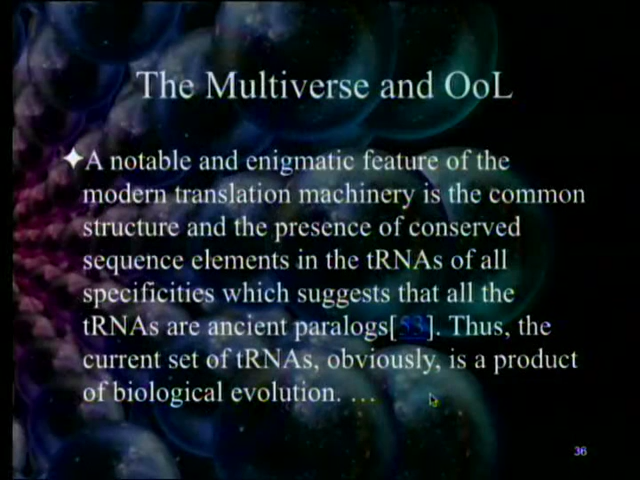 The Multiverse and OoL
A notable and enigmatic feature of the
modern translation machinery is the common
structure and the presence of conserved
sequence elements in the tRNAs of all
specificities which suggests that all the
tRNAs are ancient paralogs[53]. Thus, the
current set of tRNAs, obviously, is a product
of biological evolution. …
36